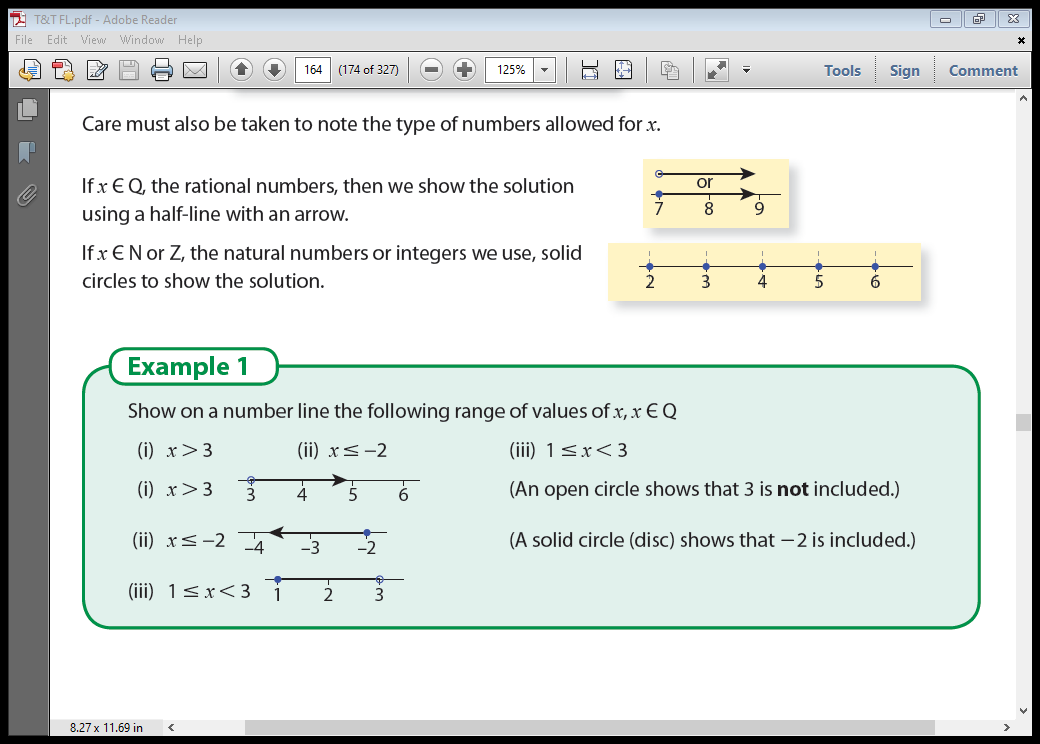 T&T FL.pdf - Adobe Reader
File Edit View Window Help
164 (174 of 327) 125% Tools Sign Comment
Care must also be taken to note the type of numbers allowed for x.
If x ∈ Q, the rational numbers, then we show the solution
using a half-line with an arrow.
or
7 8 9
If x ∈ N or Z, the natural numbers or integers we use, solid
circles to show the solution.
2 3 4 5 6
Example 1
Show on a number line the following range of values of x, x ∈ Q
(i) x > 3 (ii) x ≤ −2 (iii) 1 ≤ x < 3
(i) x > 3 3 4 5 6 (An open circle shows that 3 is not included.)
(ii) x ≤ −2 −4 −3 −2 (A solid circle (disc) shows that −2 is included.)
(iii) 1 ≤ x < 3 1 2 3
8.27 x 11.69 in